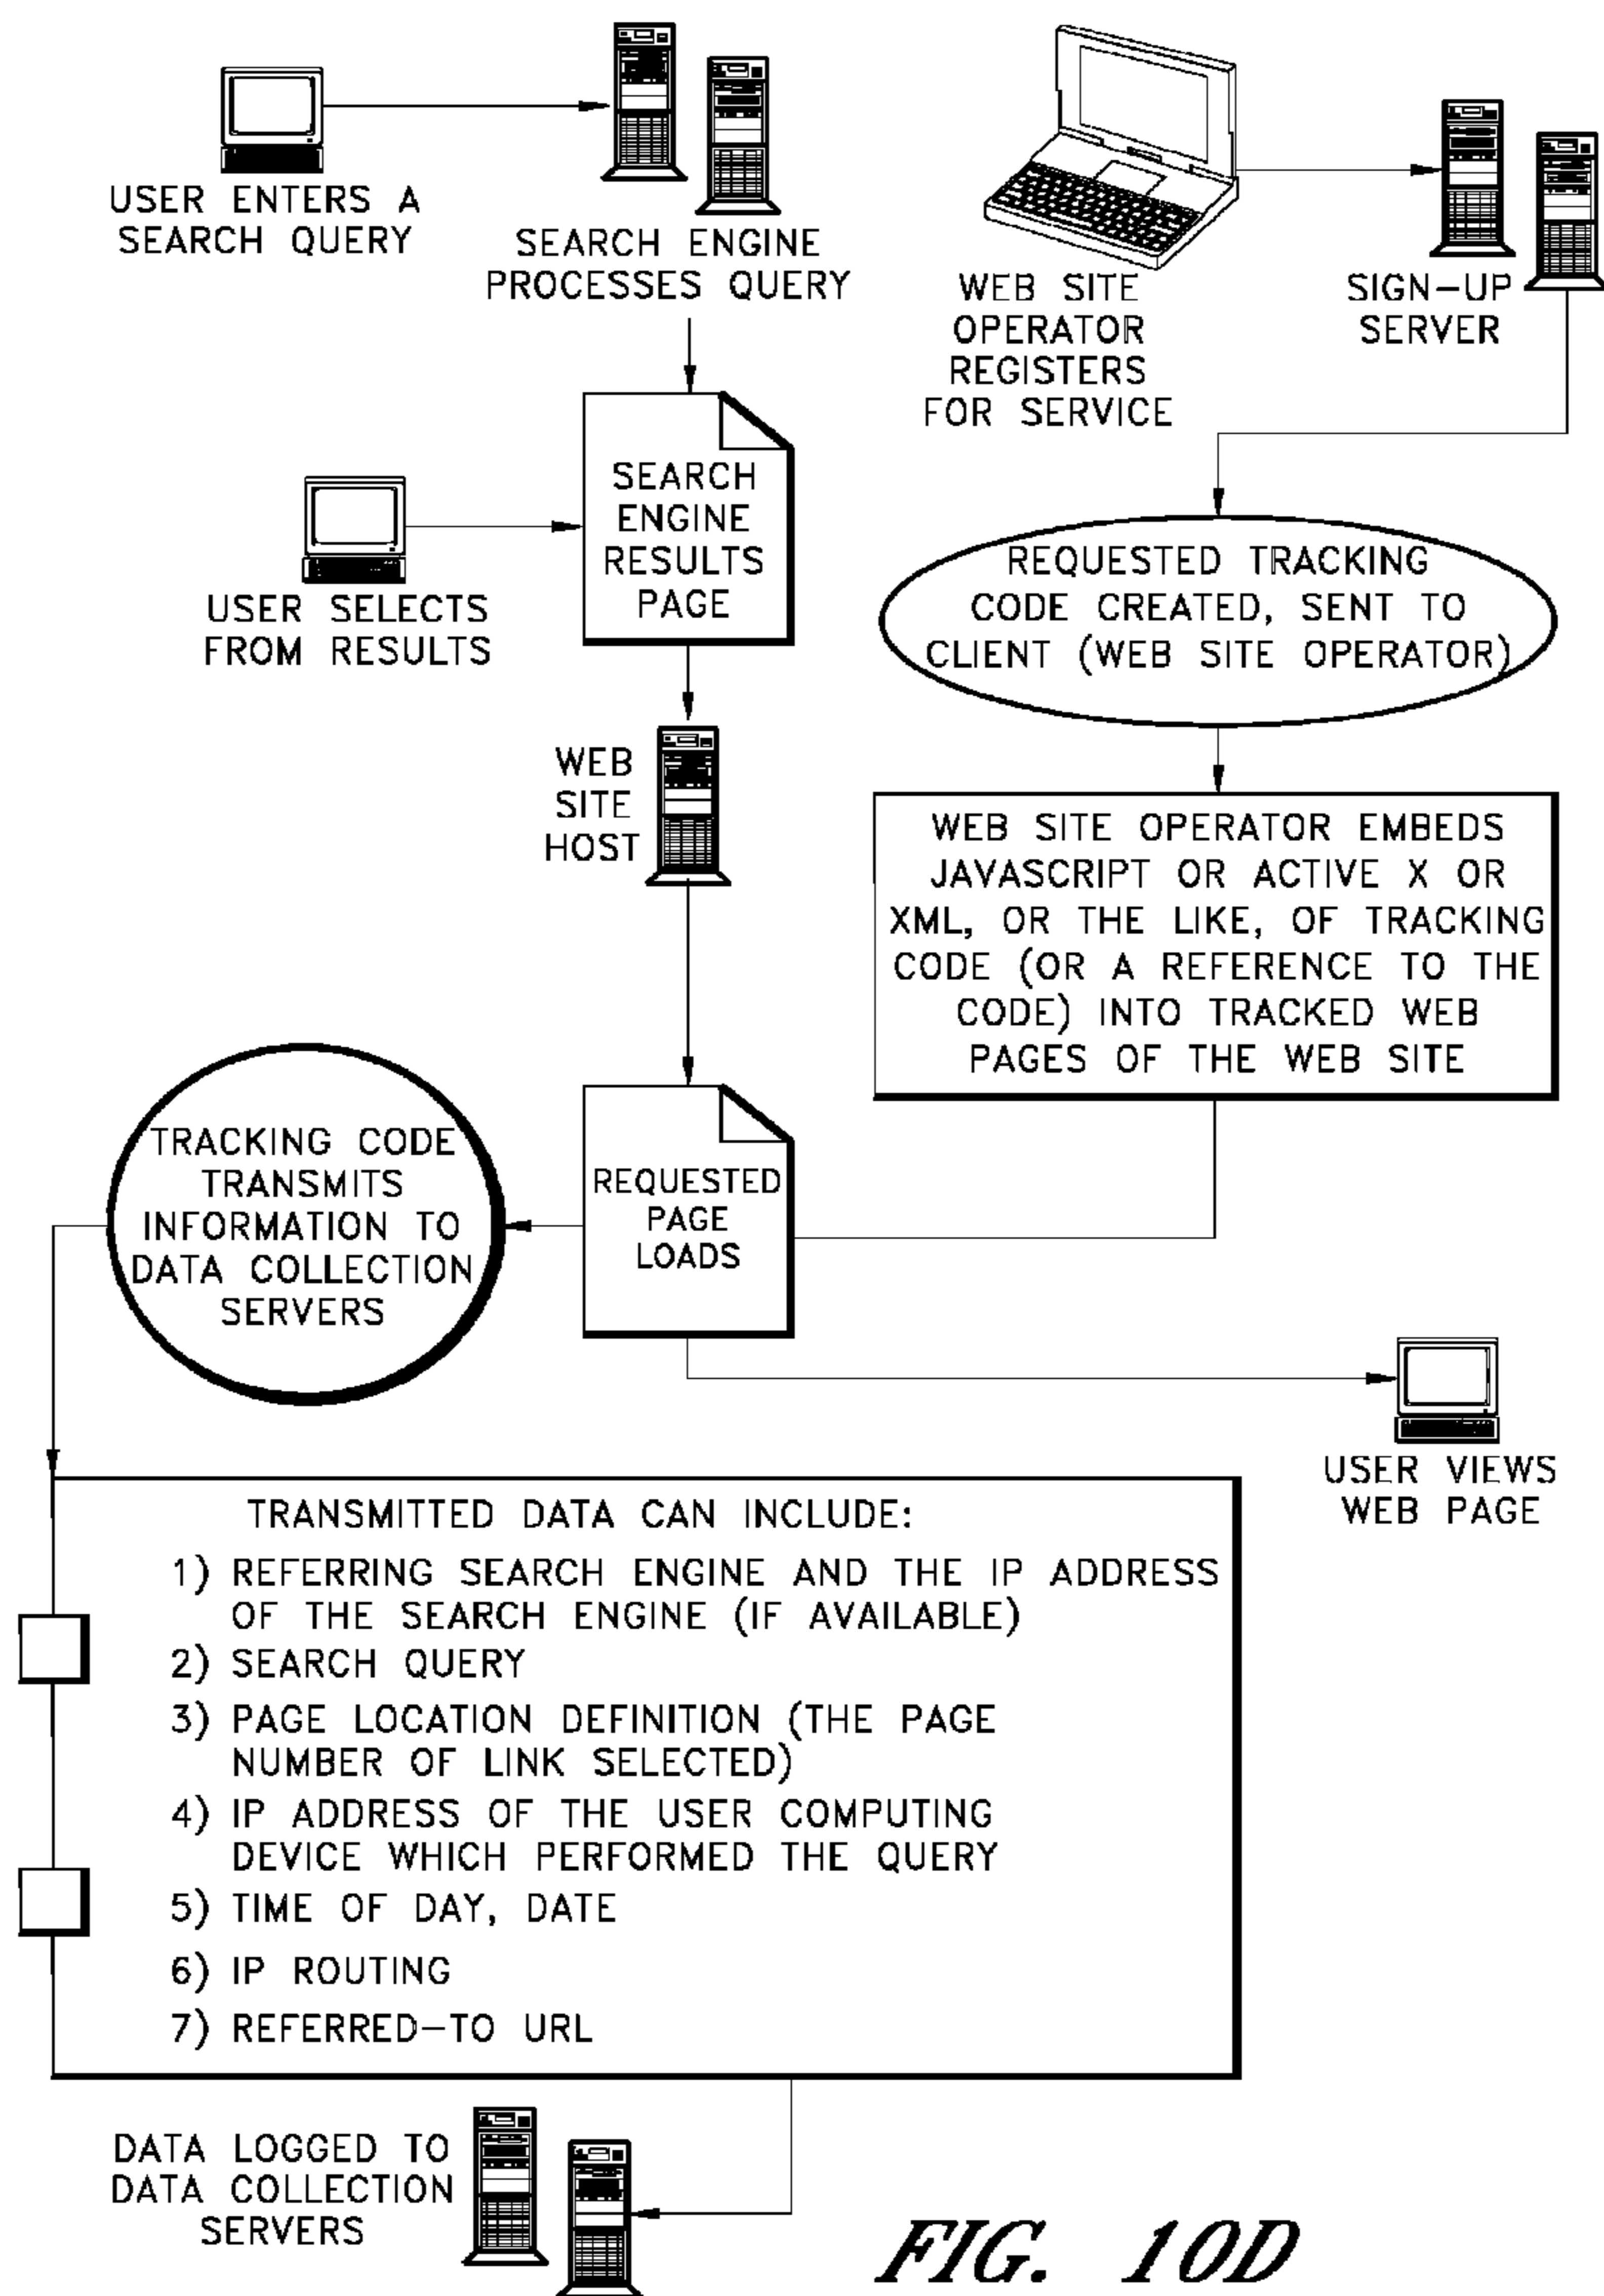 USER ENTERS A
SEARCH QUERY
SEARCH ENGINE
PROCESSES QUERY
WEB SITE
OPERATOR
REGISTERS
FOR SERVICE
SIGN-UP
SERVER
SEARCH
ENGINE
RESULTS
PAGE
USER SELECTS
FROM RESULTS
REQUESTED TRACKING
CODE CREATED, SENT TO
CLIENT (WEB SITE OPERATOR)
WEB
SITE
HOST
WEB SITE OPERATOR EMBEDS
JAVASCRIPT OR ACTIVE X OR
XML, OR THE LIKE, OF TRACKING
CODE (OR A REFERENCE TO THE
CODE) INTO TRACKED WEB
PAGES OF THE WEB SITE
TRACKING CODE
TRANSMITS
INFORMATION TO
DATA COLLECTION
SERVERS
REQUESTED
PAGE
LOADS
USER VIEWS
WEB PAGE
TRANSMITTED DATA CAN INCLUDE:
1) REFERRING SEARCH ENGINE AND THE IP ADDRESS
OF THE SEARCH ENGINE (IF AVAILABLE)
2) SEARCH QUERY
3) PAGE LOCATION DEFINITION (THE PAGE
NUMBER OF LINK SELECTED)
4) IP ADDRESS OF THE USER COMPUTING
DEVICE WHICH PERFORMED THE QUERY
5) TIME OF DAY, DATE
6) IP ROUTING
7) REFERRED-TO URL
DATA LOGGED TO
DATA COLLECTION
SERVERS
FIG. 10D